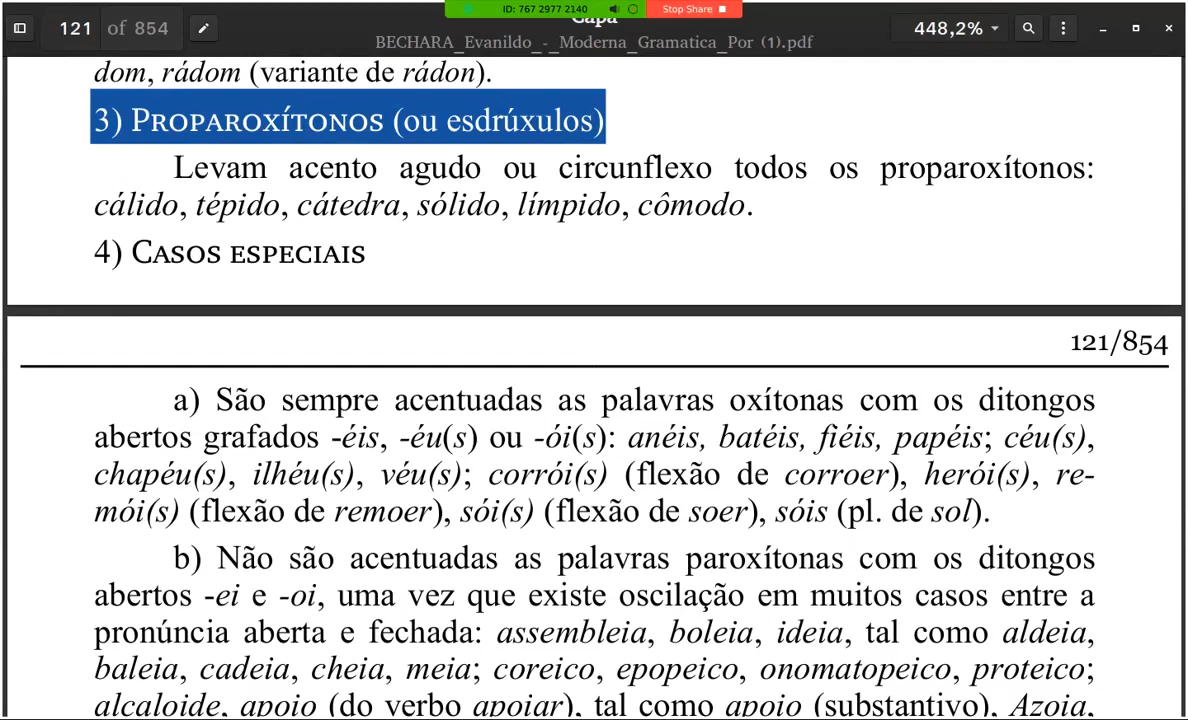 ID: 767 2977 2140
Stop Share
121 of 854
Capa
BECHARA_Evanildo_-_Moderna_Gramatica_Por (1).pdf
448,2%
dom, rádom (variante de rádon).
3) PROPAROXÍTONOS (ou esdrúxulos)
Levam acento agudo ou circunflexo todos os proparoxítonos:
cálido, tépido, cátedra, sólido, límpido, cômodo.
4) CASOS ESPECIAIS
121/854
a) São sempre acentuadas as palavras oxítonas com os ditongos
abertos grafados -éis, -éu(s) ou -ói(s): anéis, batéis, fiéis, papéis; céu(s),
chapéu(s), ilhéu(s), véu(s); corrói(s) (flexão de corroer), herói(s), re-
mói(s) (flexão de remoer), sói(s) (flexão de soer), sóis (pl. de sol).
b) Não são acentuadas as palavras paroxítonas com os ditongos
abertos -ei e -oi, uma vez que existe oscilação em muitos casos entre a
pronúncia aberta e fechada: assembleia, boleia, ideia, tal como aldeia,
baleia, cadeia, cheia, meia; coreico, epopeico, onomatopeico, proteico;
alcaloide, apoio (do verbo apoiar), tal como apoio (substantivo), Azoia,